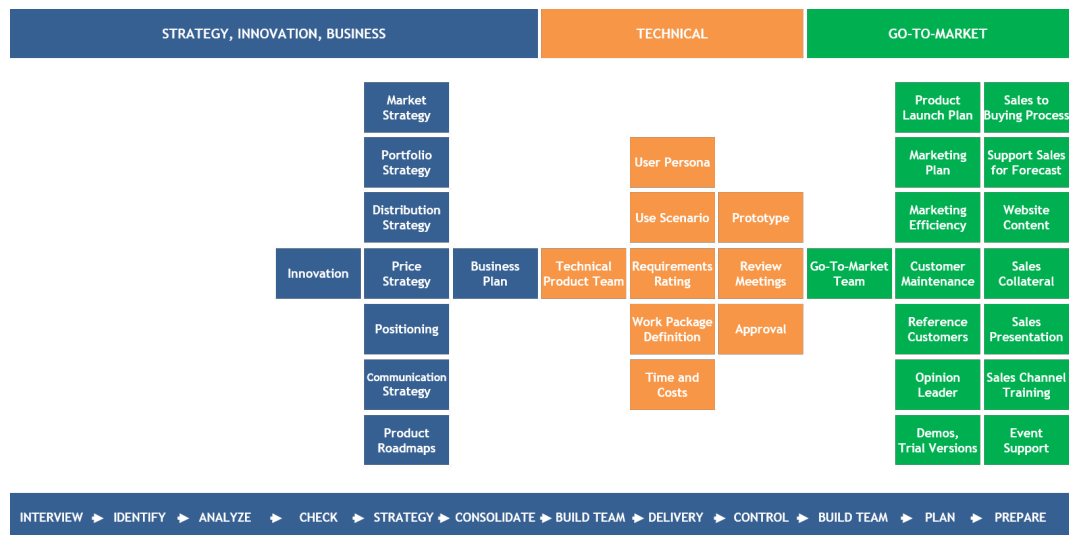 STRATEGY, INNOVATION, BUSINESS
TECHNICAL
GO-TO-MARKET
Market
Strategy
Product
Launch Plan
Sales to
Buying Process
Portfolio
Strategy
User Persona
Marketing
Plan
Support Sales
for Forecast
Distribution
Strategy
Use Scenario
Prototype
Marketing
Efficiency
Website
Content
Innovation
Price
Strategy
Business
Plan
Technical
Product Team
Requirements
Rating
Review
Meetings
Go-To-Market
Team
Customer
Maintenance
Sales
Collateral
Positioning
Work Package
Definition
Approval
Reference
Customers
Sales
Presentation
Communication
Strategy
Time and
Costs
Opinion
Leader
Sales Channel
Training
Product
Roadmaps
Demos,
Trial Versions
Event
Support
INTERVIEW IDENTIFY ANALYZE CHECK STRATEGY CONSOLIDATE BUILD TEAM DELIVERY CONTROL BUILD TEAM PLAN PREPARE